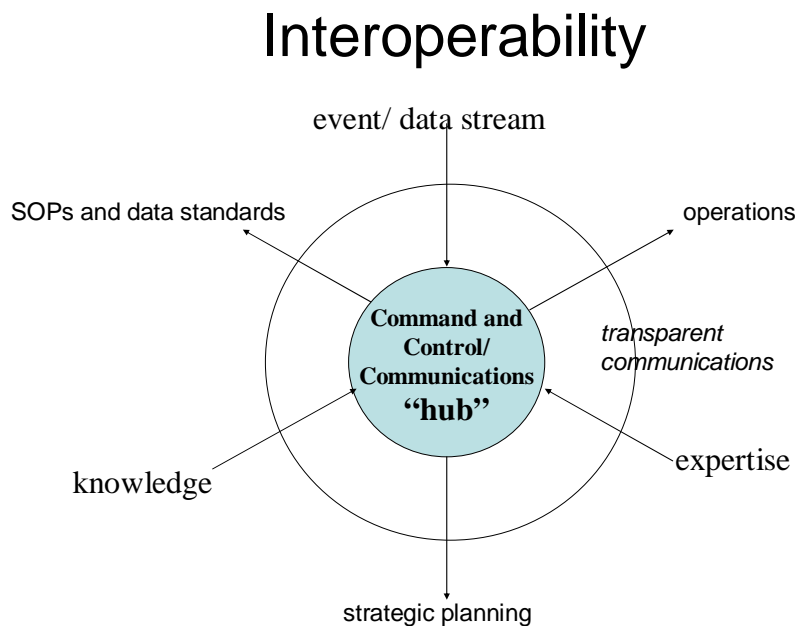 Interoperability
event/ data stream
SOPs and data standards
operations
Command and
Control/
Communications
“hub”
transparent
communications
knowledge
expertise
strategic planning